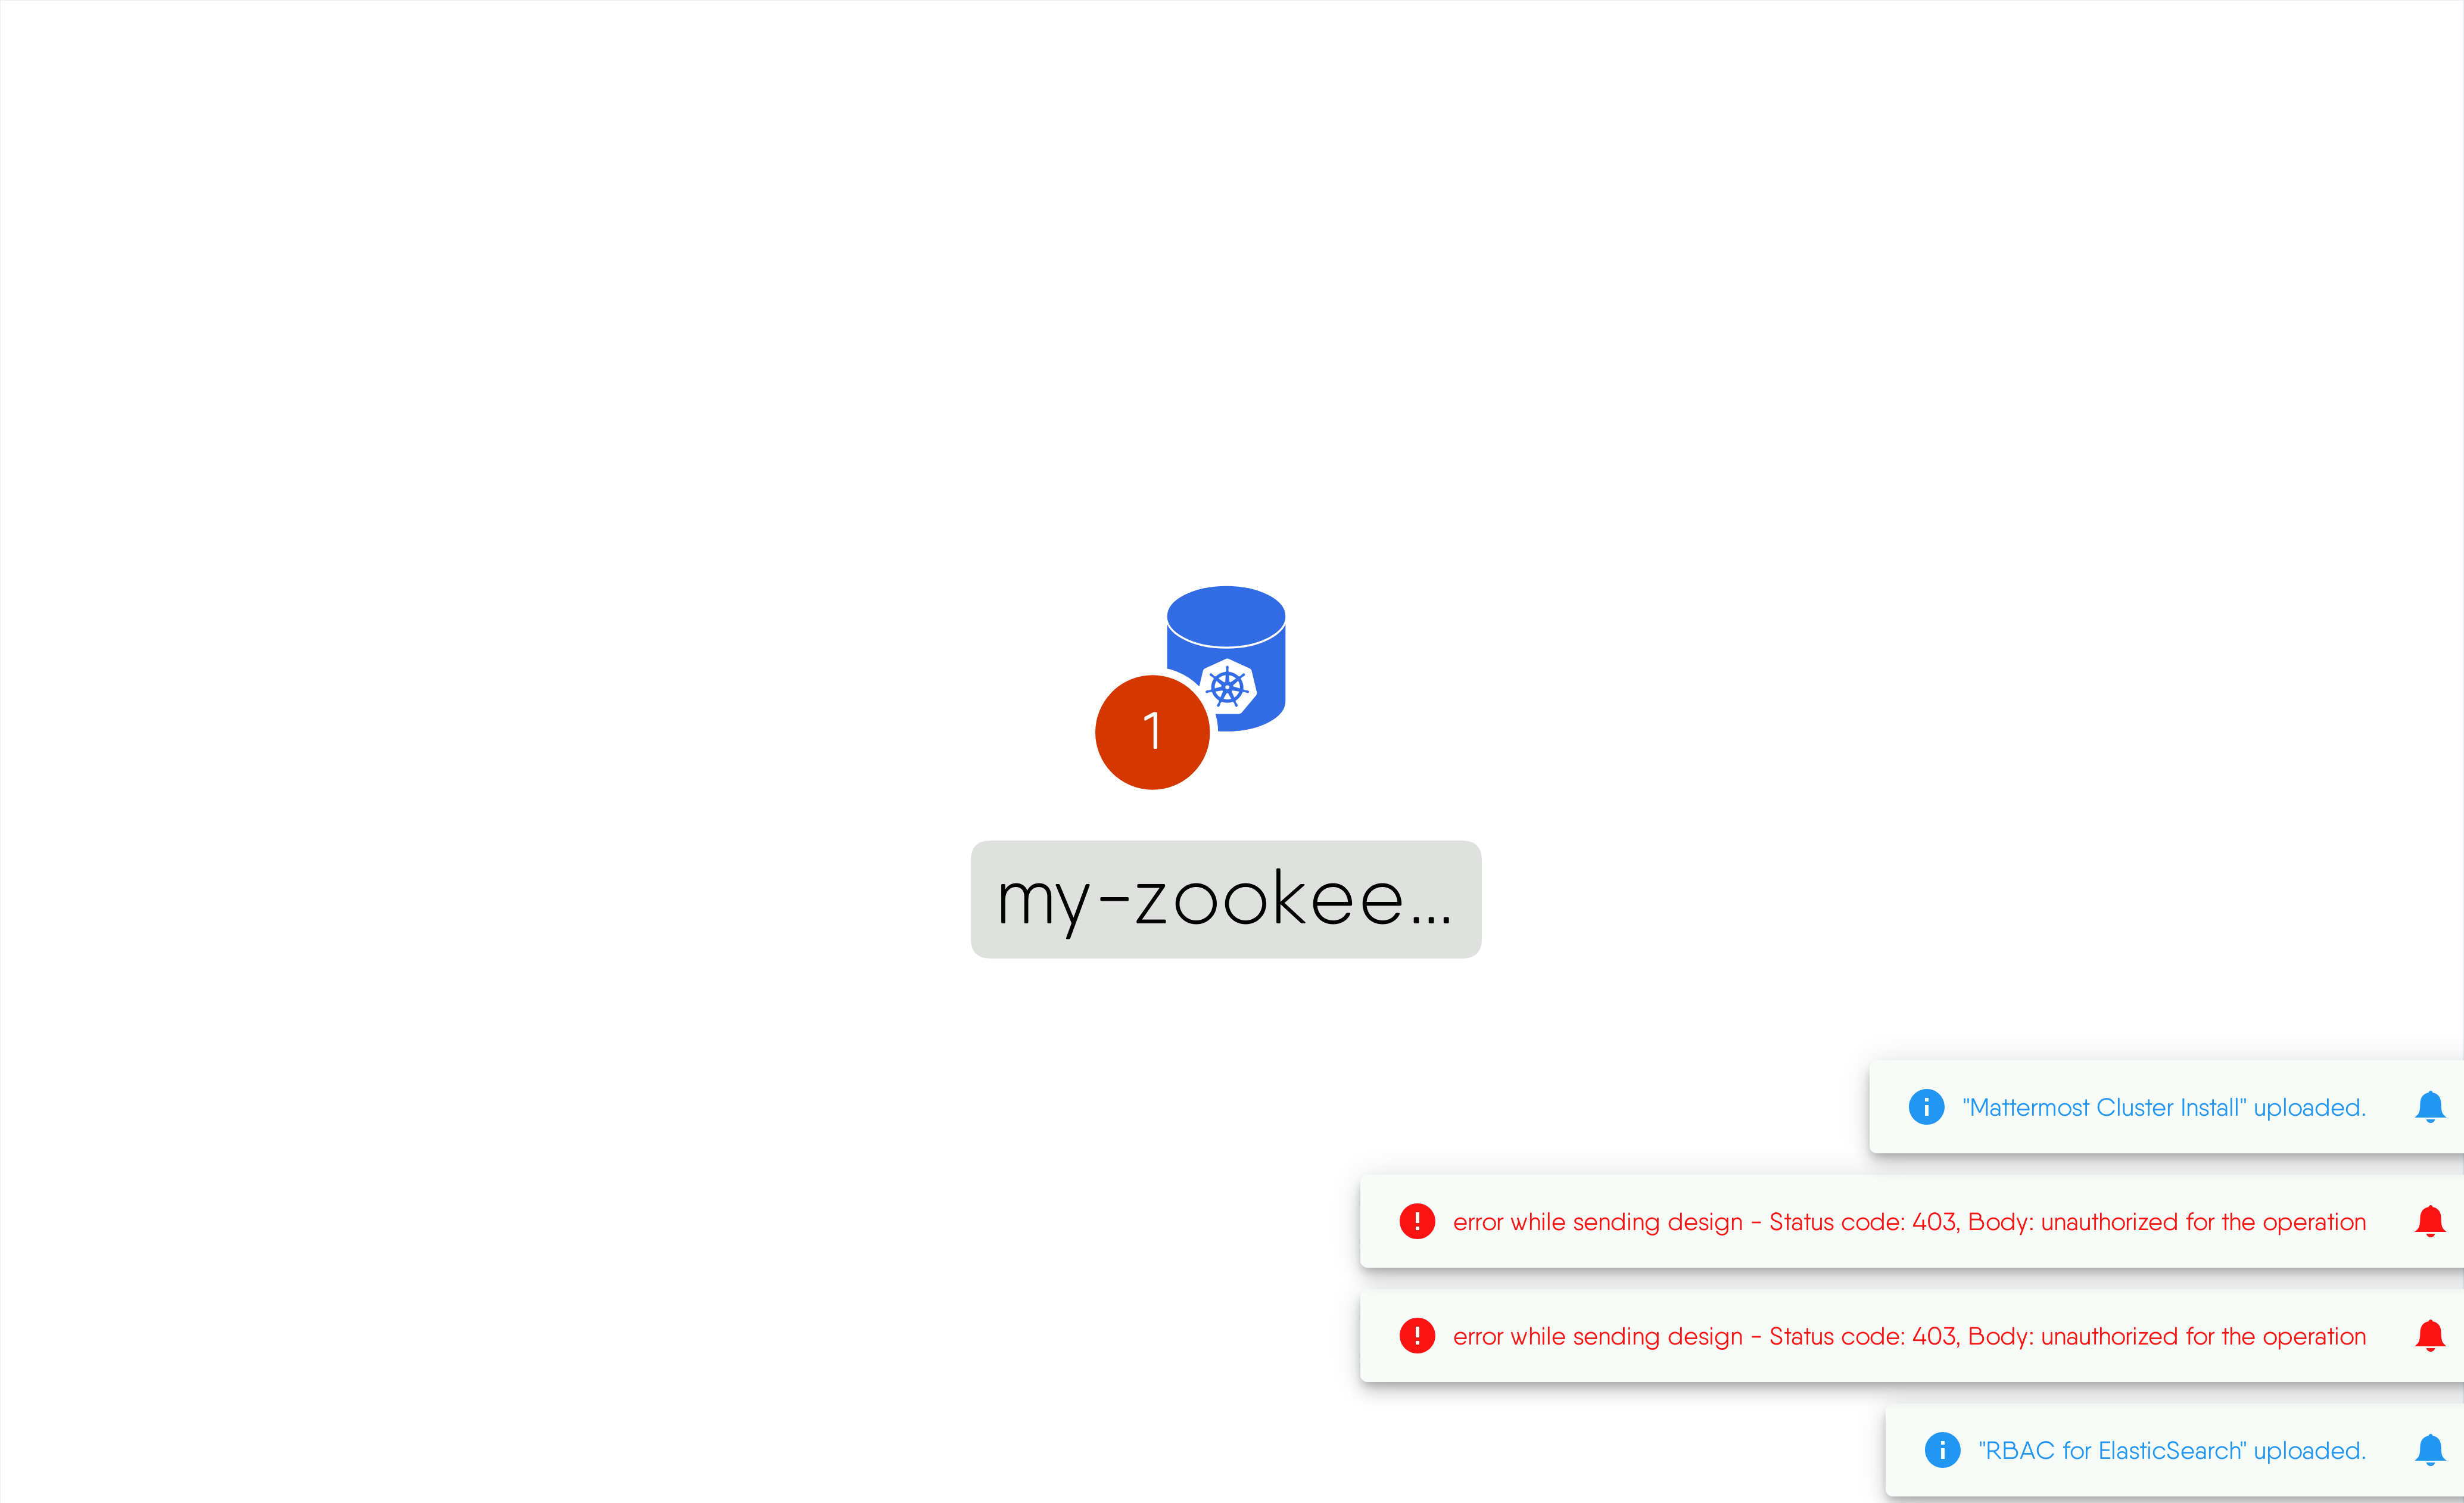 1
my-zookee...
"Mattermost Cluster Install" uploaded.
error while sending design - Status code: 403, Body: unauthorized for the operation
error while sending design - Status code: 403, Body: unauthorized for the operation
"RBAC for ElasticSearch" uploaded.